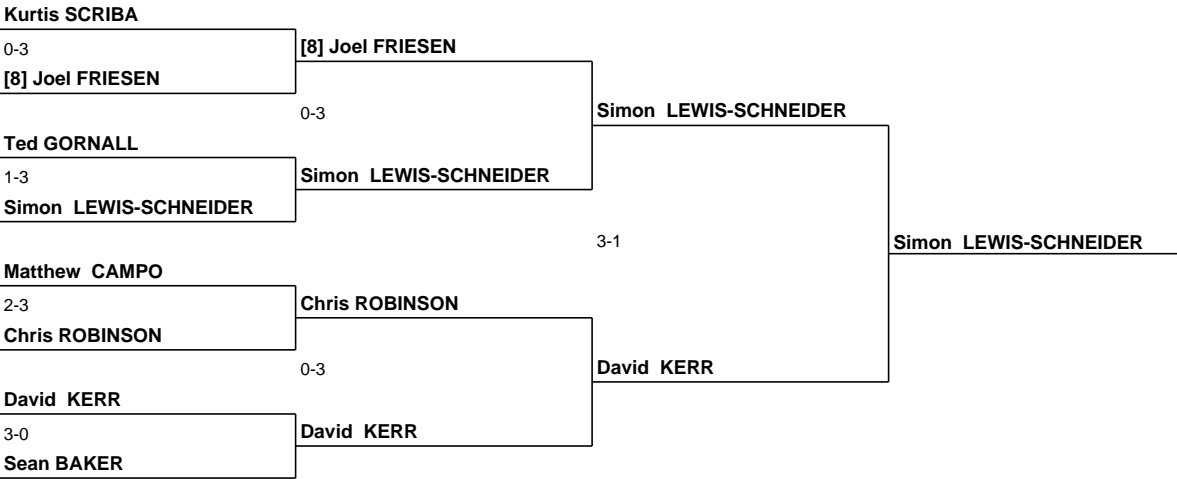 Kurtis SCRIBA
0-3
[8] Joel FRIESEN
[8] Joel FRIESEN
0-3
Simon LEWIS-SCHNEIDER
Ted GORNALL
1-3
Simon LEWIS-SCHNEIDER
Simon LEWIS-SCHNEIDER
3-1
Simon LEWIS-SCHNEIDER
Matthew CAMPO
2-3
Chris ROBINSON
Chris ROBINSON
0-3
David KERR
David KERR
3-0
David KERR
Sean BAKER